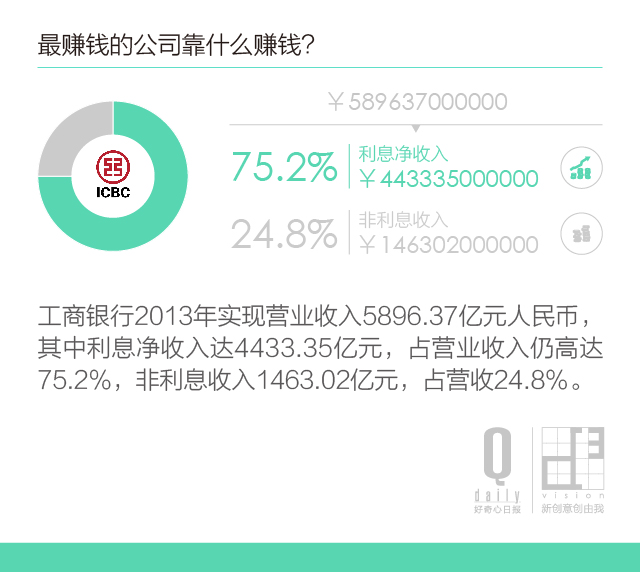 最赚钱的公司靠什么赚钱?
￥589637000000
ICBC
75.2%
利息净收入
￥443335000000
24.8%
非利息收入
￥146302000000
工商银行2013年实现营业收入5896.37亿元人民币，
其中利息净收入达4433.35亿元，占营业收入仍高达
75.2%，非利息收入1463.02亿元，占营收24.8%。
Q
daily
好奇心日报
vision
新创意创由我